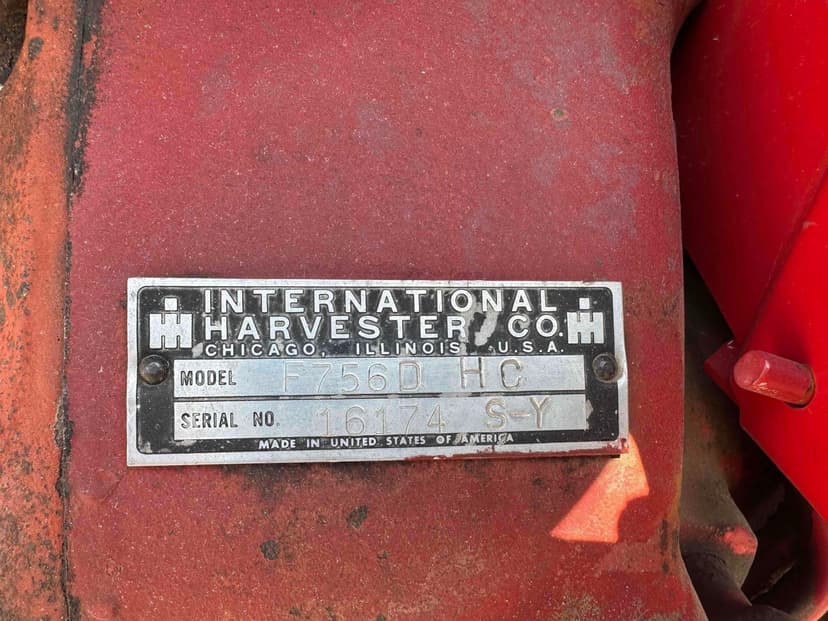 INTERNATIONAL
HARVESTER CO.
CHICAGO, ILLINOIS U.S.A.
MODEL F756D HC
SERIAL NO. 16174 S-Y
MADE IN UNITED STATES OF AMERICA